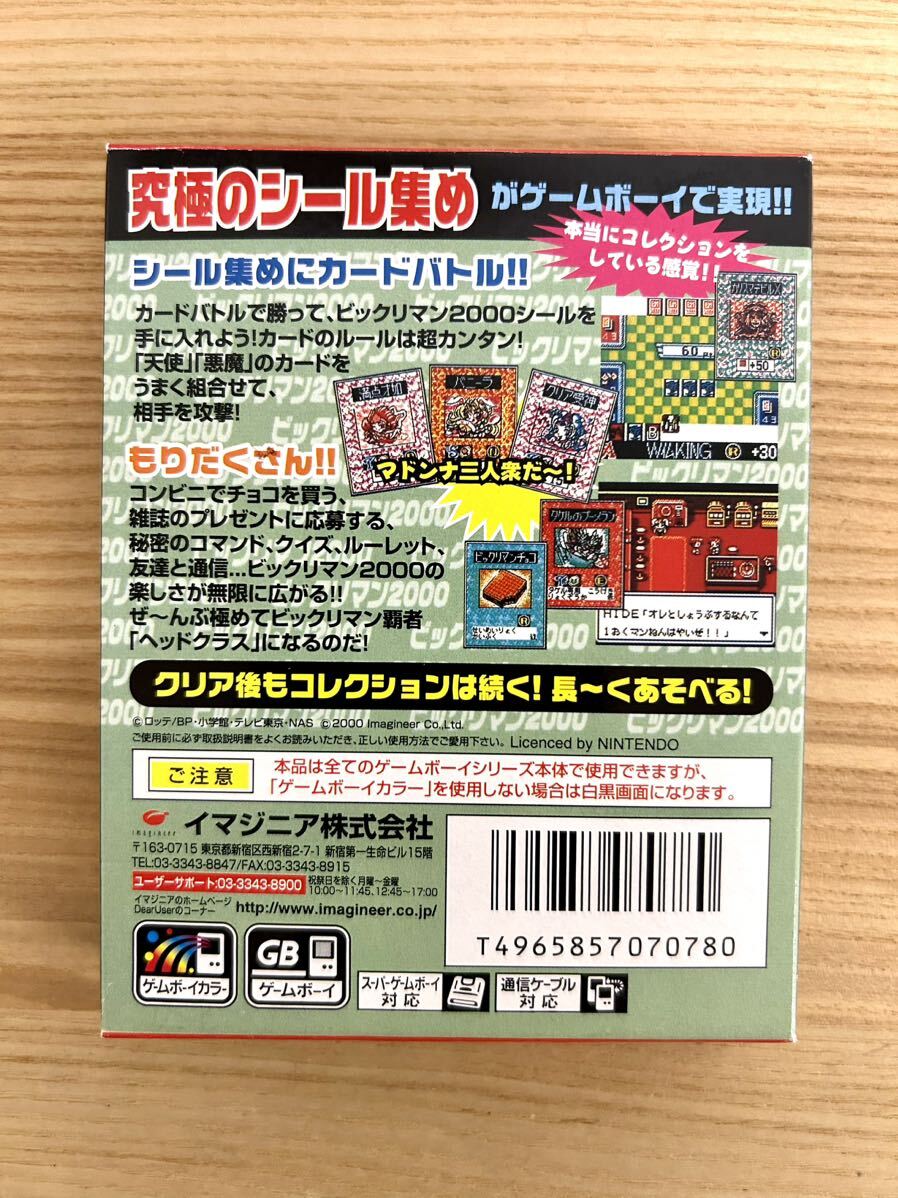 究極のシール集め がゲームボーイで実現!!
本当にコレクションを
している感覚!!
シール集めにカードバトル!!
カードバトルで勝って、ビックリマン2000シールを
手に入れよう!カードのルールは超カンタン!
「天使」「悪魔」のカードを
うまく組合せて、
相手を攻撃!
60 pt
+50
WALKING R +30
バニーラ
クリア雷神
マドンナ三人衆だ〜!
もりだくさん!!
コンビニでチョコを買う、
雑誌のプレゼントに応募する、
秘密のコマンド、クイズ、ルーレット、
友達と通信...ビックリマン2000の
楽しさが無限に広がる!!
ぜ〜んぶ極めてビックリマン覇者
「ヘッドクラス」になるのだ!
ビックリマンチョコ
HIDE「オレとしょうぶするなんて
1おくマンねんはやいぜ!!」
クリア後もコレクションは続く! 長〜くあそべる!
©ロッテ/BP・小学館・テレビ東京・NAS ©2000 Imagineer Co.,Ltd.
ご使用前に必ず取扱説明書をよくお読みいただき、正しい使用方法でご愛用下さい。 Licenced by NINTENDO
ご注意
本品は全てのゲームボーイシリーズ本体で使用できますが、
「ゲームボーイカラー」を使用しない場合は白黒画面になります。
imagineer イマジニア株式会社
〒163-0715 東京都新宿区西新宿2-7-1 新宿第一生命ビル15階
TEL:03-3343-8847/FAX:03-3343-8915
ユーザーサポート:03-3343-8900 祝祭日を除く月曜〜金曜
10:00〜11:45、12:45〜17:00
イマジニアのホームページ
DearUserのコーナー http://www.imagineer.co.jp/
T4965857070780
ゲームボーイカラー
GB
ゲームボーイ
スーパーゲームボーイ
対応
通信ケーブル
対応